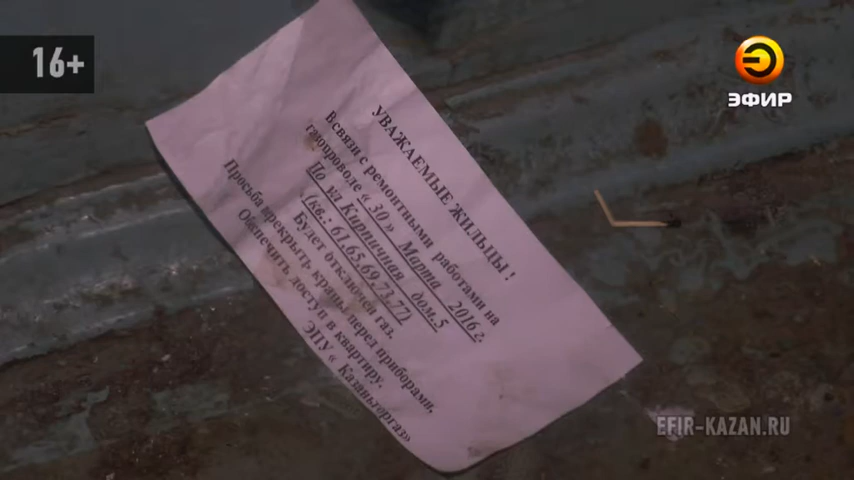 16+
ЭФИР
УВАЖАЕМЫЕ ЖИЛЬЦЫ!
В связи с ремонтными работами на
газопроводе «30» Марта 2016г.
По ул Кирпичная дом.5
(кв.: 61,65,69,73,77)
Будет отключен газ.
Просьба прекрыть краны перед приборами.
Обеспечить доступ в квартиру.
ЭПУ « Казаньгоргаз»
EFIR-KAZAN.RU